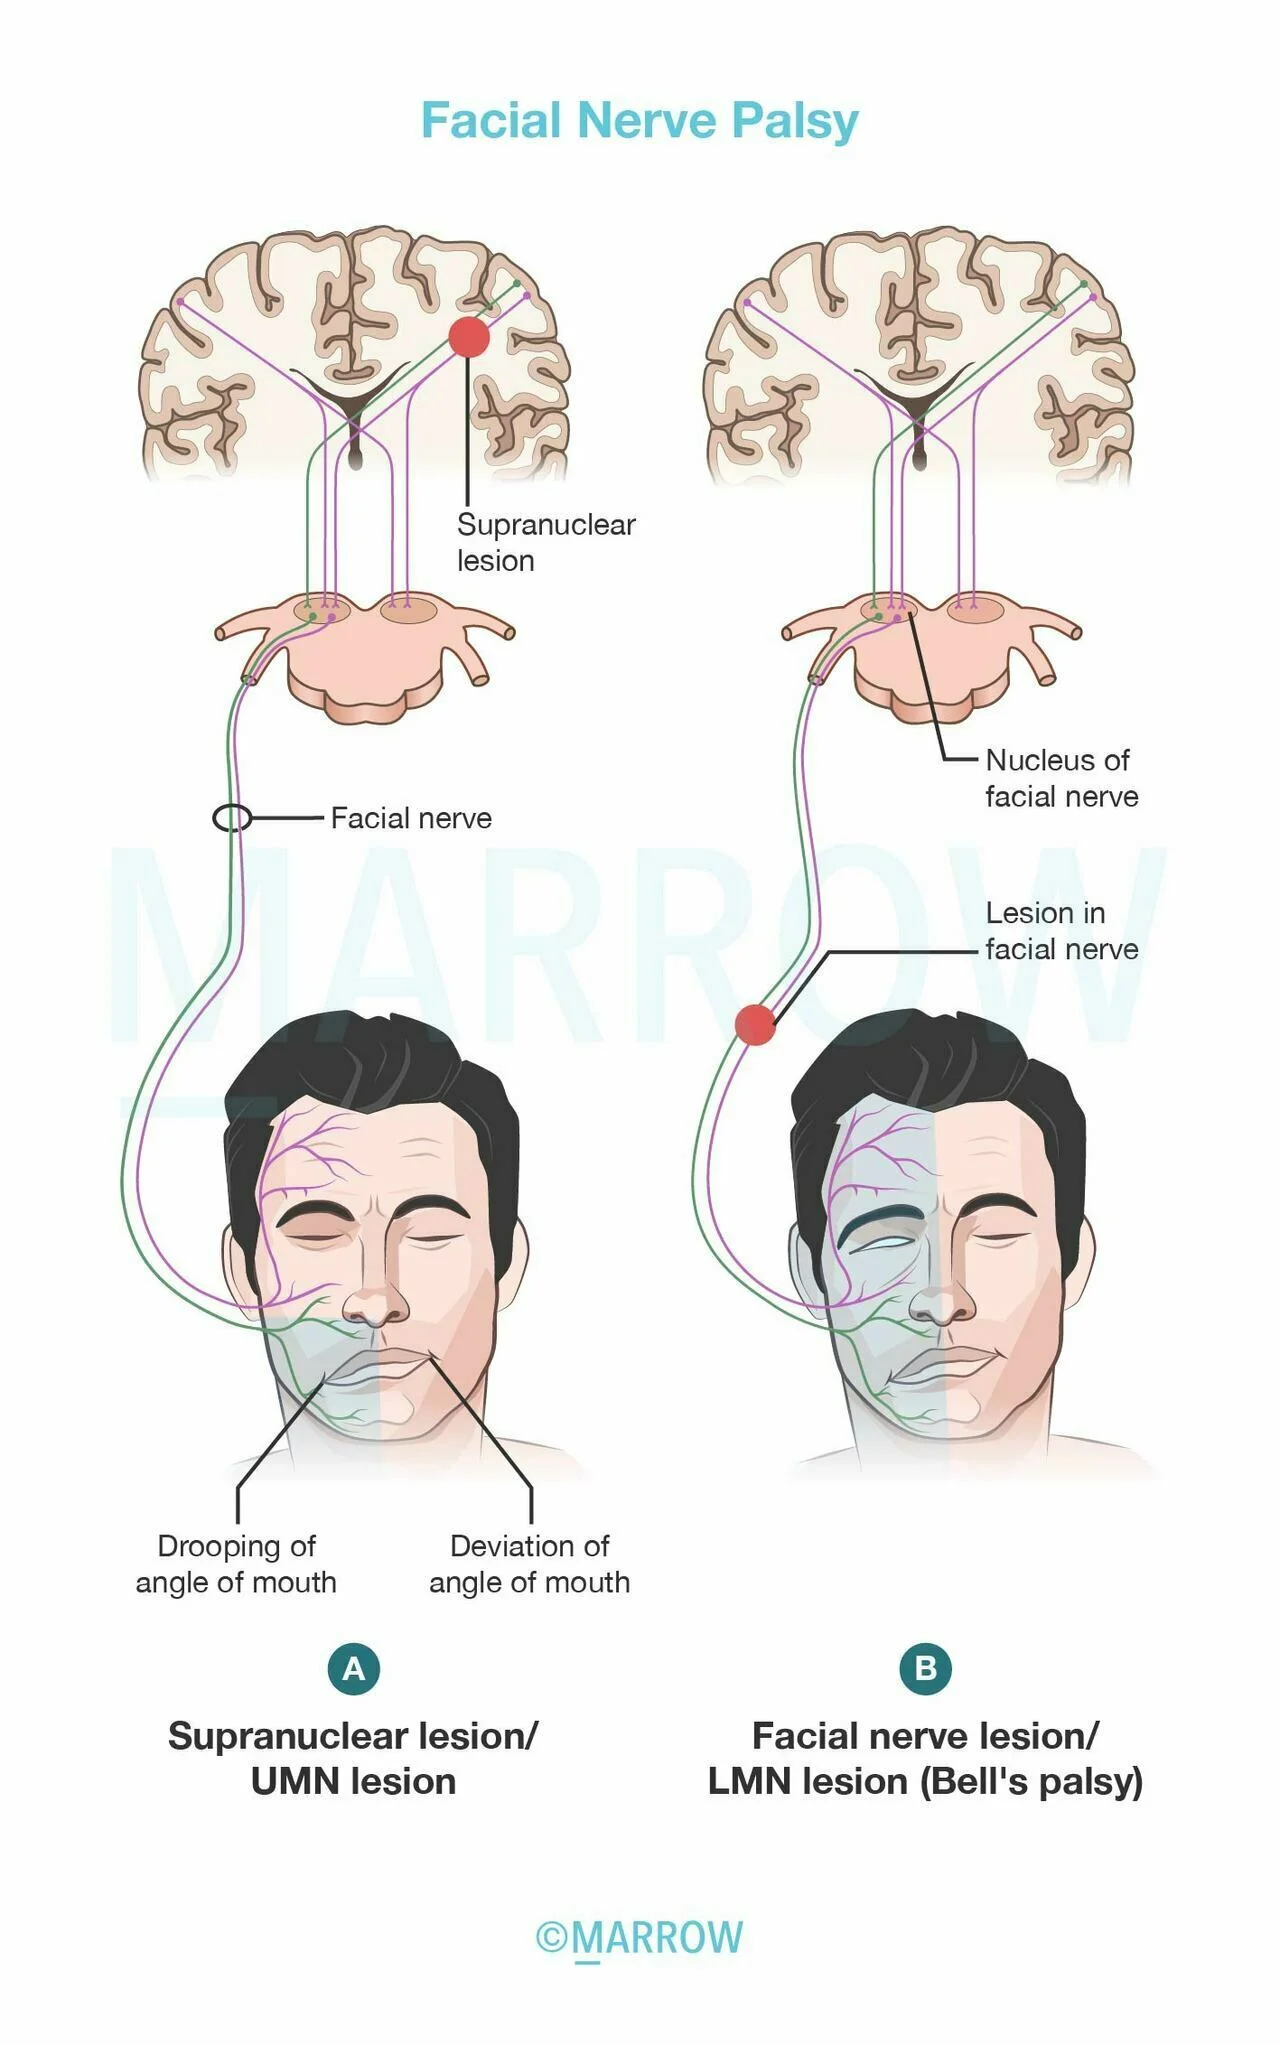 Facial Nerve Palsy
Supranuclear
lesion
Nucleus of
facial nerve
Facial nerve
MARROW
Lesion in
facial nerve
Drooping of
angle of mouth
Deviation of
angle of mouth
A
Supranuclear lesion/
UMN lesion
B
Facial nerve lesion/
LMN lesion (Bell's palsy)
©MARROW